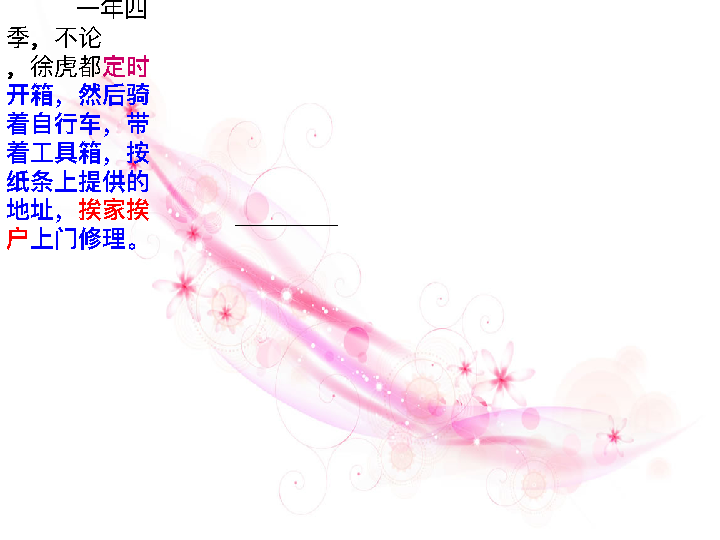 一年四
季，不论
，徐虎都定时
开箱，然后骑
着自行车，带
着工具箱，按
纸条上提供的
地址，挨家挨
户上门修理。